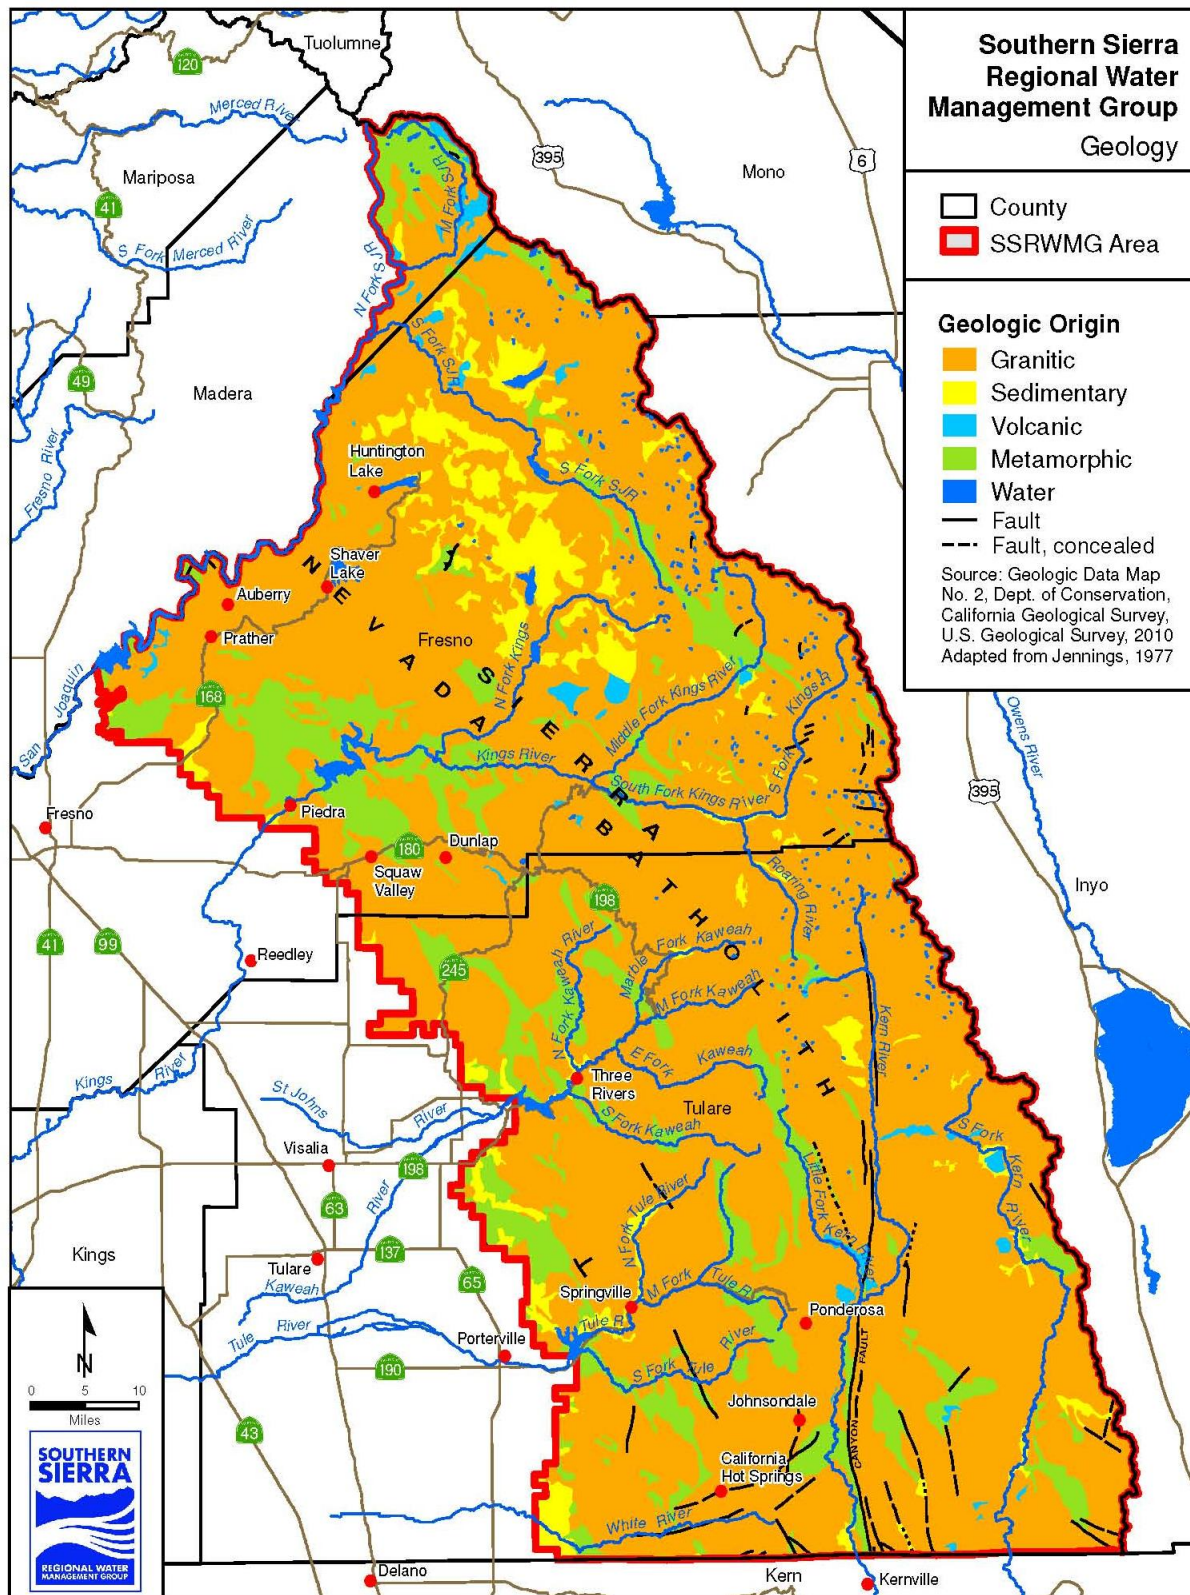 Southern Sierra
Regional Water
Management Group
Geology
County
SSRWMG Area
Geologic Origin
Granitic
Sedimentary
Volcanic
Metamorphic
Water
Fault
Fault, concealed
Source: Geologic Data Map
No. 2, Dept. of Conservation,
California Geological Survey,
U.S. Geological Survey, 2010
Adapted from Jennings, 1977
Tuolumne
120
Merced River
Mariposa
41
S Fork Merced River
395
6
Mono
M Fork SJR
N Fork SJR
S Fork SJR
49
Madera
Fresno River
Huntington
Lake
S Fork SJR
Shaver
Lake
Auberry
Prather
NEVADA
Fresno
SIERRA
N Fork Kings
Middle Fork Kings River
Kings R
S Fork
168
San Joaquin
Kings River
South Fork Kings River
Owens River
395
Fresno
Piedra
Dunlap
180
Squaw
Valley
BATHOLITH
Roaring River
Inyo
198
41
99
Reedley
245
N Fork Kaweah River
Marble Fork Kaweah
M Fork Kaweah
Kern River
Kings River
E Fork Kaweah
Three
Rivers
St Johns River
Tulare
S Fork Kaweah
S Fork Kern River
Visalia
198
River
Little Fork Kern River
63
N Fork Tule River
Kings
137
Tulare
Kaweah
65
Springville
M Fork Tule R
Ponderosa
Tule River
Tule R
Porterville
190
S Fork Tule River
CANYON FAULT
N
0 5 10
Miles
43
Johnsondale
California
Hot Springs
SOUTHERN
SIERRA
REGIONAL WATER
MANAGEMENT GROUP
White River
Delano
Kern
Kernville